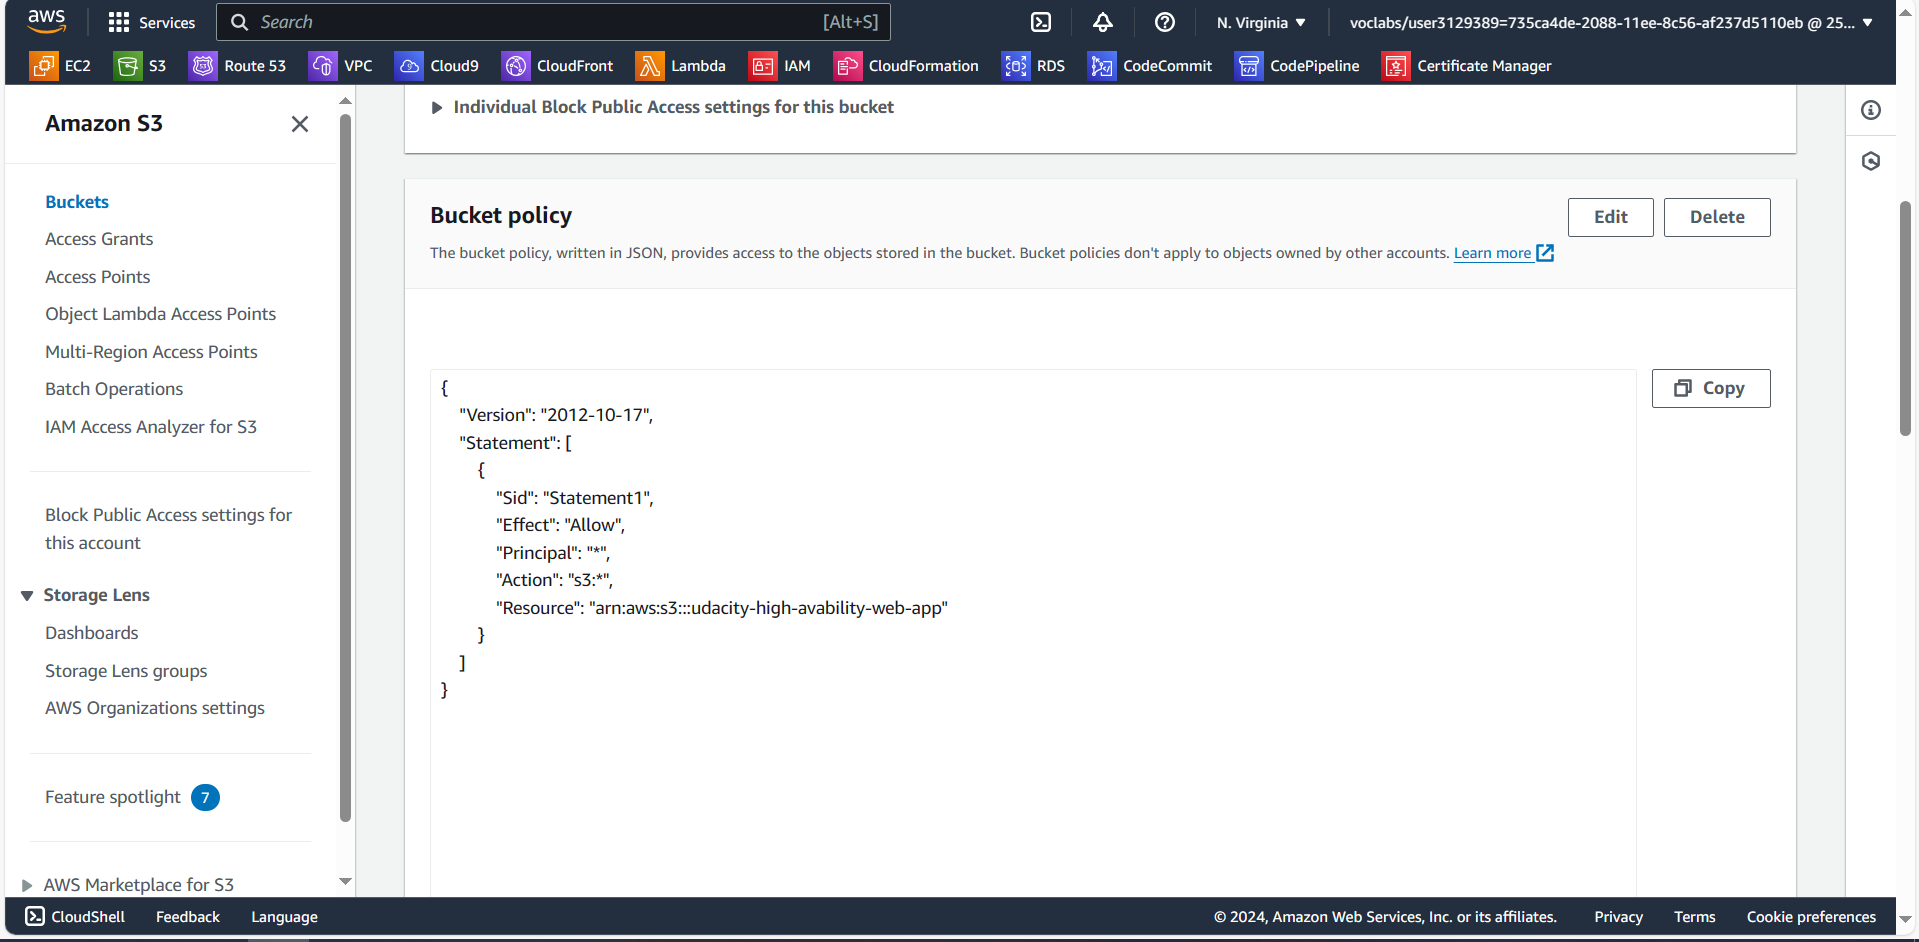 aws Services Search [Alt+S] N. Virginia voclabs/user3129389=735ca4de-2088-11ee-8c56-af237d5110eb @ 25...
EC2 S3 Route 53 VPC Cloud9 CloudFront Lambda IAM CloudFormation RDS CodeCommit CodePipeline Certificate Manager
Amazon S3
Buckets
Access Grants
Access Points
Object Lambda Access Points
Multi-Region Access Points
Batch Operations
IAM Access Analyzer for S3
Block Public Access settings for
this account
Storage Lens
Dashboards
Storage Lens groups
AWS Organizations settings
Feature spotlight 7
AWS Marketplace for S3
Individual Block Public Access settings for this bucket
Bucket policy
Edit Delete
The bucket policy, written in JSON, provides access to the objects stored in the bucket. Bucket policies don't apply to objects owned by other accounts. Learn more
Copy
{
"Version": "2012-10-17",
"Statement": [
{
"Sid": "Statement1",
"Effect": "Allow",
"Principal": "*",
"Action": "s3:*",
"Resource": "arn:aws:s3:::udacity-high-avability-web-app"
}
]
}
CloudShell Feedback Language © 2024, Amazon Web Services, Inc. or its affiliates. Privacy Terms Cookie preferences